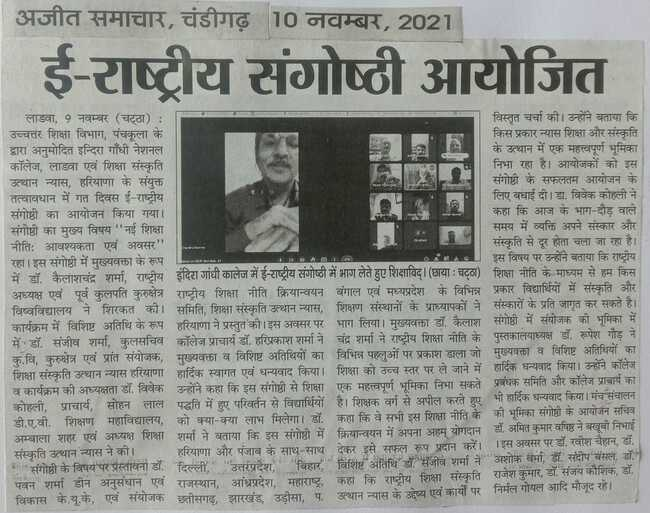 अजीत समाचार, चंडीगढ़ 10 नवम्बर, 2021
ई-राष्ट्रीय संगोष्ठी आयोजित
लाडवा, 9 नवम्बर (चट्ठा) :
उच्चत्तर शिक्षा विभाग, पंचकूला के
द्वारा अनुमोदित इन्दिरा गाँधी नेशनल
कॉलेज, लाडवा एवं शिक्षा संस्कृति
उत्थान न्यास, हरियाणा के संयुक्त
तत्वावधान में गत दिवस ई-राष्ट्रीय
संगोष्ठी का आयोजन किया गया।
संगोष्ठी का मुख्य विषय "नई शिक्षा
नीति: आवश्यकता एवं अवसर"
रहा। इस संगोष्ठी में मुख्यवक्ता के रूप
में डॉ. कैलाशचंद्र शर्मा, राष्ट्रीय
अध्यक्ष एवं पूर्व कुलपति कुरुक्षेत्र
विष्वविद्यालय ने शिरकत की।
कार्यक्रम में विशिष्ट अतिथि के रूप
में डॉ. संजीव शर्मा, कुलसचिव
कु.वि, कुरुक्षेत्र एवं प्रांत संयोजक,
शिक्षा संस्कृति उत्थान न्यास हरियाणा
व कार्यक्रम की अध्यक्षता डॉ. विवेक
कोहली, प्राचार्य, सोहन लाल
डी.ए.वी. शिक्षण महाविद्यालय,
अम्बाला शहर एवं अध्यक्ष शिक्षा
संस्कृति उत्थान न्यास ने की।
संगोष्ठी के विषय पर प्रस्तावना डॉ.
पवन शर्मा डीन अनुसंधान एवं
विकास के.यू.के, एवं संयोजक
इंदिरा गांधी कालेज में ई-राष्ट्रीय संगोष्ठी में भाग लेते हुए शिक्षाविद्। (छाया : चट्ठा)
राष्ट्रीय शिक्षा नीति क्रियान्वयन
समिति, शिक्षा संस्कृति उत्थान न्यास,
हरियाणा ने प्रस्तुत की। इस अवसर पर
कॉलेज प्राचार्य डॉ. हरिप्रकाश शर्मा ने
मुख्यवक्ता व विशिष्ट अतिथियों का
हार्दिक स्वागत एवं धन्यवाद किया।
उन्होंने कहा कि इस संगोष्ठी से शिक्षा
पद्धति में हुए परिवर्तन से विद्यार्थियों
को क्या-क्या लाभ मिलेगा। डॉ.
शर्मा ने बताया कि इस संगोष्ठी में
हरियाणा और पंजाब के साथ-साथ
दिल्ली, उत्तरप्रदेश, बिहार,
राजस्थान, आंध्रप्रदेश, महाराष्ट्र,
छत्तीसगढ़, झारखंड, उड़ीसा, प.
बंगाल एवं मध्यप्रदेश के विभिन्न
शिक्षण संस्थानों के प्राध्यापकों ने
भाग लिया। मुख्यवक्ता डॉ. कैलाश
चंद्र शर्मा ने राष्ट्रीय शिक्षा नीति के
विभिन्न पहलुओं पर प्रकाश डाला जो
शिक्षा को उच्च स्तर पर ले जाने में
एक महत्त्वपूर्ण भूमिका निभा सकते
है। शिक्षक वर्ग से अपील करते हुए
कहा कि वे सभी इस शिक्षा नीति के
क्रियान्वयन में अपना अहम् योगदान
देकर इसे सफल रूप प्रदान करें।
विशिष्ट अतिथि डॉ. संजीव शर्मा ने
कहा कि राष्ट्रीय शिक्षा संस्कृति
उत्थान न्यास के उद्देष्य एवं कार्यों पर
विस्तृत चर्चा की। उन्होंने बताया कि
किस प्रकार न्यास शिक्षा और संस्कृति
के उत्थान में एक महत्त्वपूर्ण भूमिका
निभा रहा है। आयोजकों को इस
संगोष्ठी के सफलतम आयोजन के
लिए बधाई दी। डा. विवेक कोहली ने
कहा कि आज के भाग-दौड़ वाले
समय में व्यक्ति अपने संस्कार और
संस्कृति से दूर होता चला जा रहा है।
इस विषय पर उन्होंने बताया कि राष्ट्रीय
शिक्षा नीति के-माध्यम से हम किस
प्रकार विद्यार्थियों में संस्कृति और
संस्कारों के प्रति जागृत कर सकते है।
संगोष्ठी में संयोजक की भूमिका में
पुस्तकालयाध्यक्ष डॉ. रूपेश गौड़ ने
मुख्यवक्ता व विशिष्ट अतिथियों का
हार्दिक धन्यवाद किया। उन्होंने कॉलेज
प्रबंधक समिति और कॉलेज प्राचार्य का
भी हार्दिक धन्यवाद किया। मंच संचालन
की भूमिका संगोष्ठी के आयोजन सचिव
डॉ. अमित कुमार वषिष्ठ ने बखूबी निभाई
। इस अवसर पर डॉ. रवीश चैहान, डॉ.
अशोक वर्मा, डॉ. संदीप बंसल, डॉ.
राजेश कुमार, डॉ. संजय कौशिक, डॉ.
निर्मल गोयल आदि मौजूद रहे।